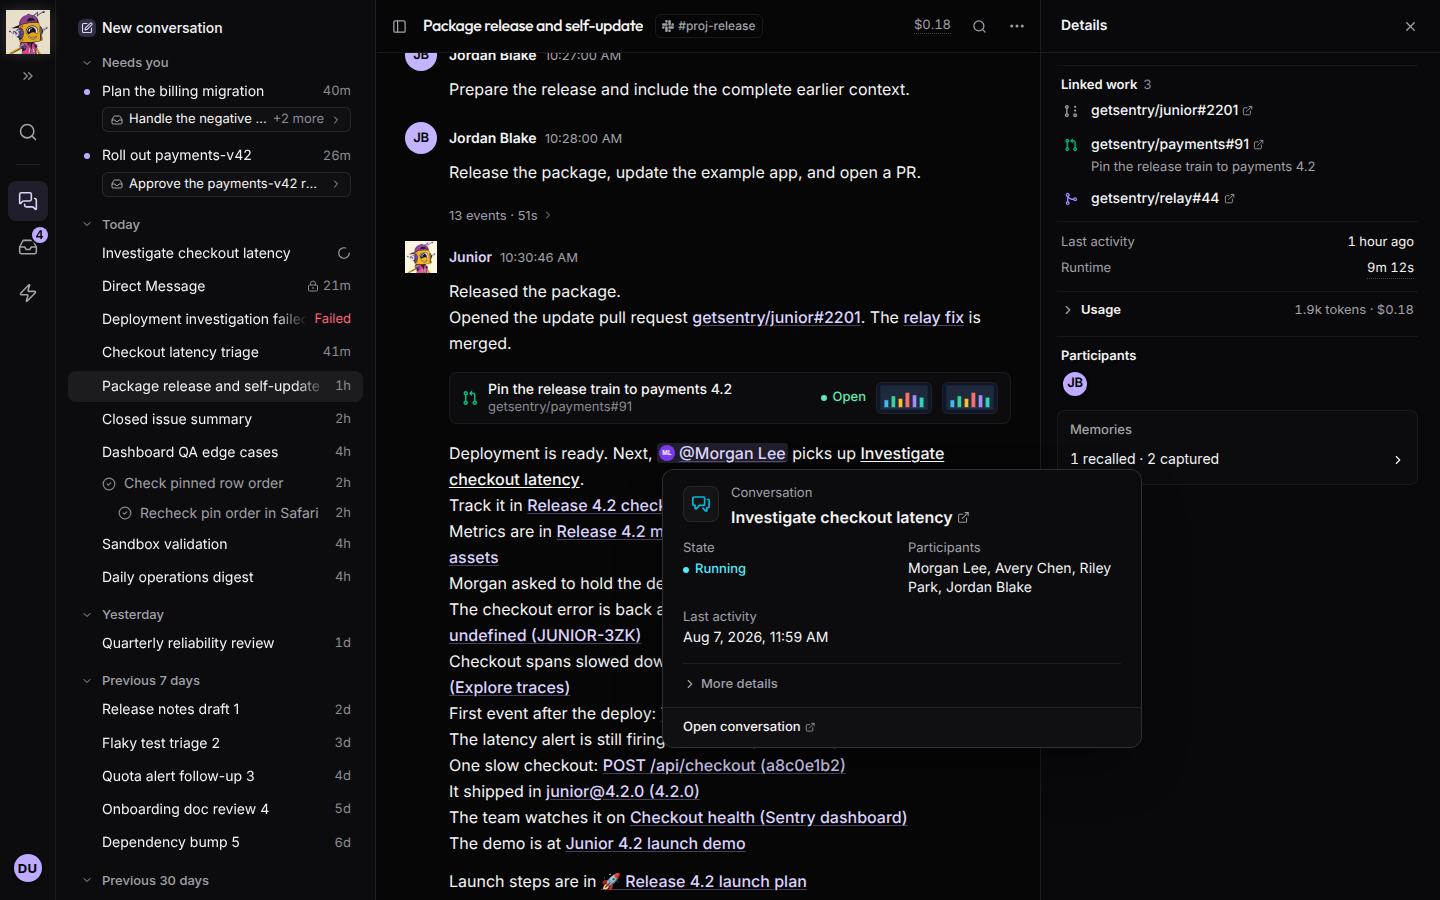 New conversation
Needs you
Plan the billing migration 40m
Handle the negative ... +2 more
Roll out payments-v42 26m
Approve the payments-v42 r...
Today
Investigate checkout latency
Direct Message 21m
Deployment investigation failed Failed
Checkout latency triage 41m
Package release and self-update 1h
Closed issue summary 2h
Dashboard QA edge cases 4h
Check pinned row order 2h
Recheck pin order in Safari 2h
Sandbox validation 4h
Daily operations digest 4h
Yesterday
Quarterly reliability review 1d
Previous 7 days
Release notes draft 1 2d
Flaky test triage 2 3d
Quota alert follow-up 3 4d
Onboarding doc review 4 5d
Dependency bump 5 6d
Previous 30 days
4
DU
Package release and self-update #proj-release $0.18
JB Jordan Blake 10:27:00 AM
Prepare the release and include the complete earlier context.
JB Jordan Blake 10:28:00 AM
Release the package, update the example app, and open a PR.
13 events · 51s
Junior 10:30:46 AM
Released the package.
Opened the update pull request getsentry/junior#2201. The relay fix is
merged.
Pin the release train to payments 4.2
getsentry/payments#91
Open
Deployment is ready. Next, ML @Morgan Lee picks up Investigate
checkout latency.
Track it in Release 4.2 check
Metrics are in Release 4.2 m
assets
Morgan asked to hold the de
The checkout error is back a
undefined (JUNIOR-3ZK)
Checkout spans slowed dow
(Explore traces)
First event after the deploy:
The latency alert is still firing
One slow checkout: POST /api/checkout (a8c0e1b2)
It shipped in junior@4.2.0 (4.2.0)
The team watches it on Checkout health (Sentry dashboard)
The demo is at Junior 4.2 launch demo
Launch steps are in 🚀 Release 4.2 launch plan
Conversation
Investigate checkout latency
State
Running
Participants
Morgan Lee, Avery Chen, Riley
Park, Jordan Blake
Last activity
Aug 7, 2026, 11:59 AM
More details
Open conversation
Details
Linked work 3
getsentry/junior#2201
getsentry/payments#91
Pin the release train to payments 4.2
getsentry/relay#44
Last activity 1 hour ago
Runtime 9m 12s
Usage 1.9k tokens · $0.18
Participants
JB
Memories
1 recalled · 2 captured